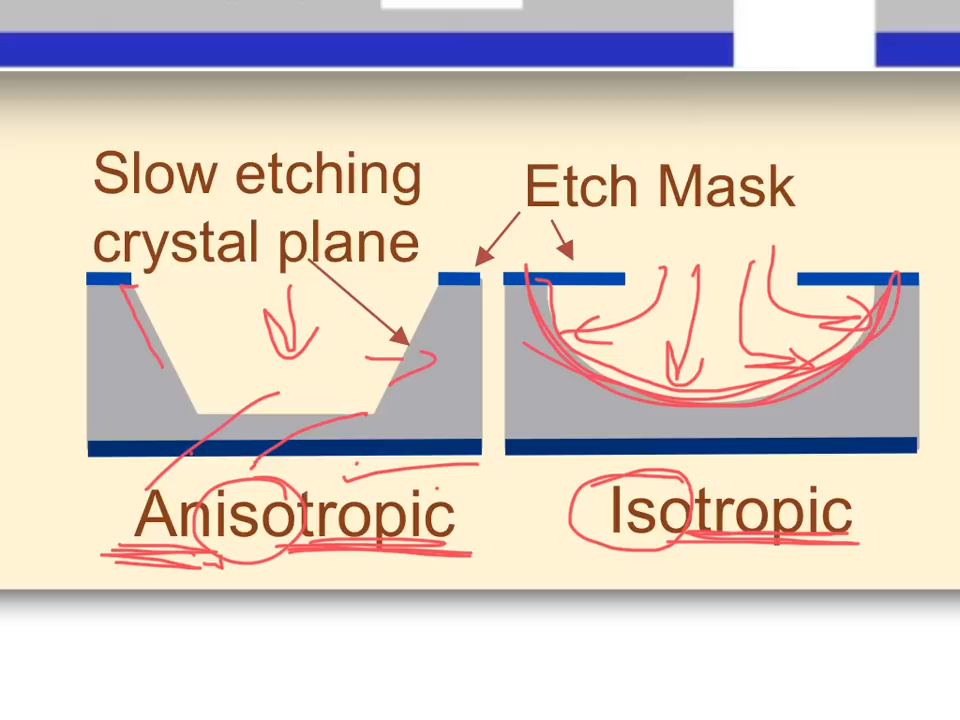 Slow etching
crystal plane
Etch Mask
Anisotropic
Isotropic